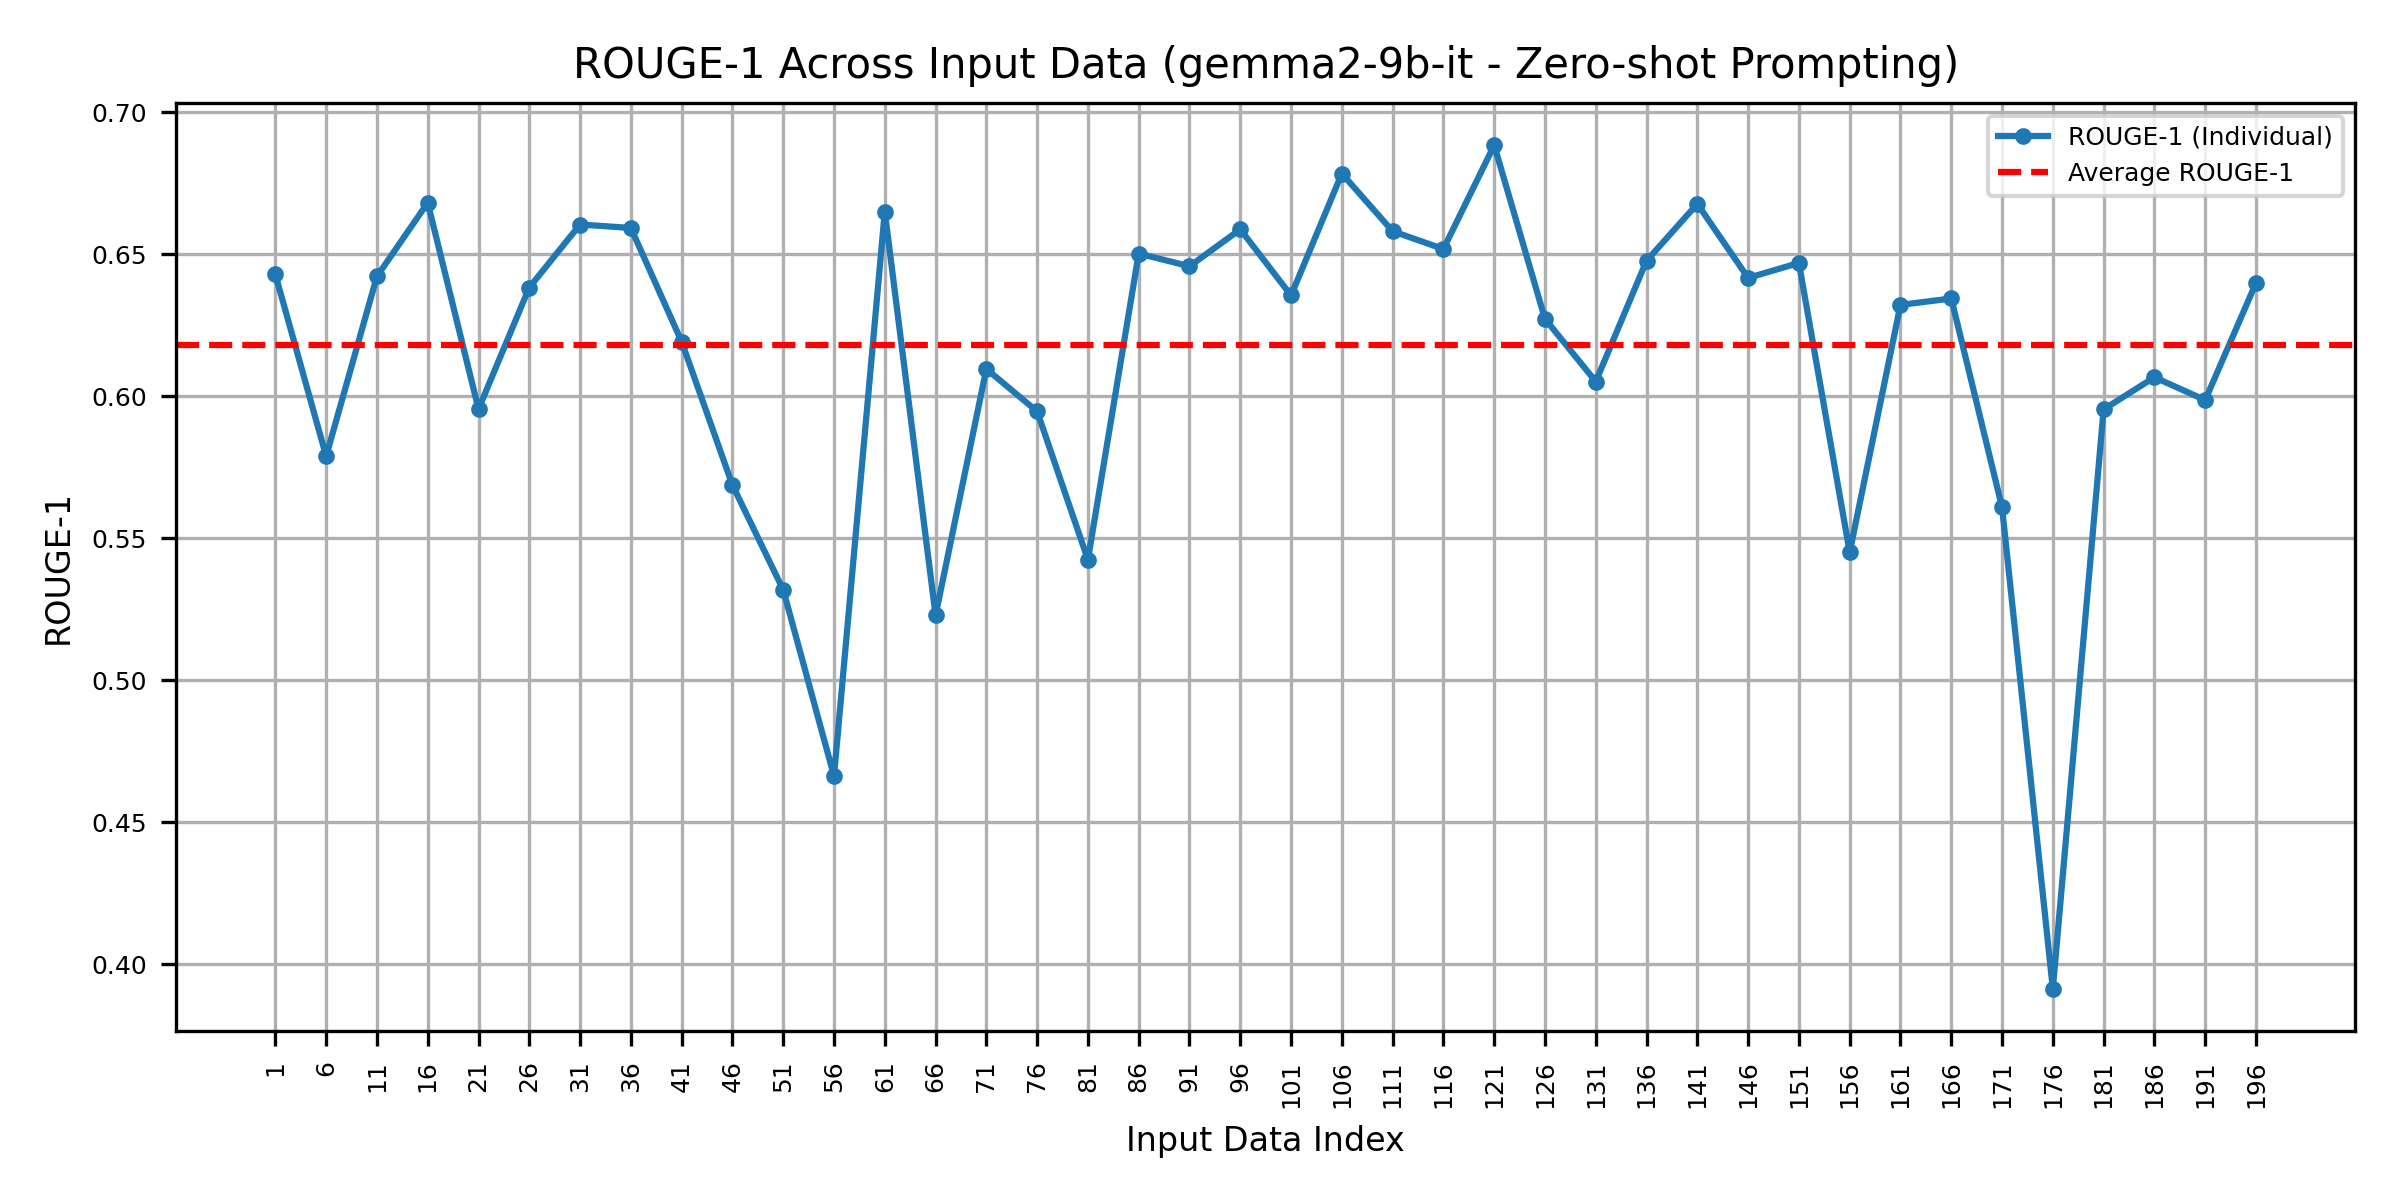 ROUGE-1 Across Input Data (gemma2-9b-it - Zero-shot Prompting)
ROUGE-1 (Individual)
Average ROUGE-1
0.70
0.65
0.60
0.55
0.50
0.45
0.40
ROUGE-1
1 6 11 16 21 26 31 36 41 46 51 56 61 66 71 76 81 86 91 96 101 106 111 116 121 126 131 136 141 146 151 156 161 166 171 176 181 186 191 196
Input Data Index